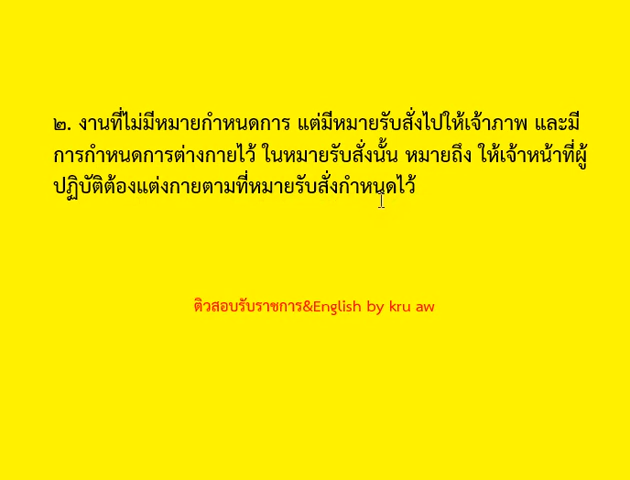 ๒. งานที่ไม่มีหมายกำหนดการ แต่มีหมายรับสั่งไปให้เจ้าภาพ และมี
การกำหนดการต่างกายไว้ ในหมายรับสั่งนั้น หมายถึง ให้เจ้าหน้าที่ผู้
ปฏิบัติต้องแต่งกายตามที่หมายรับสั่งกำหนดไว้
ติวสอบรับราชการ&English by kru aw